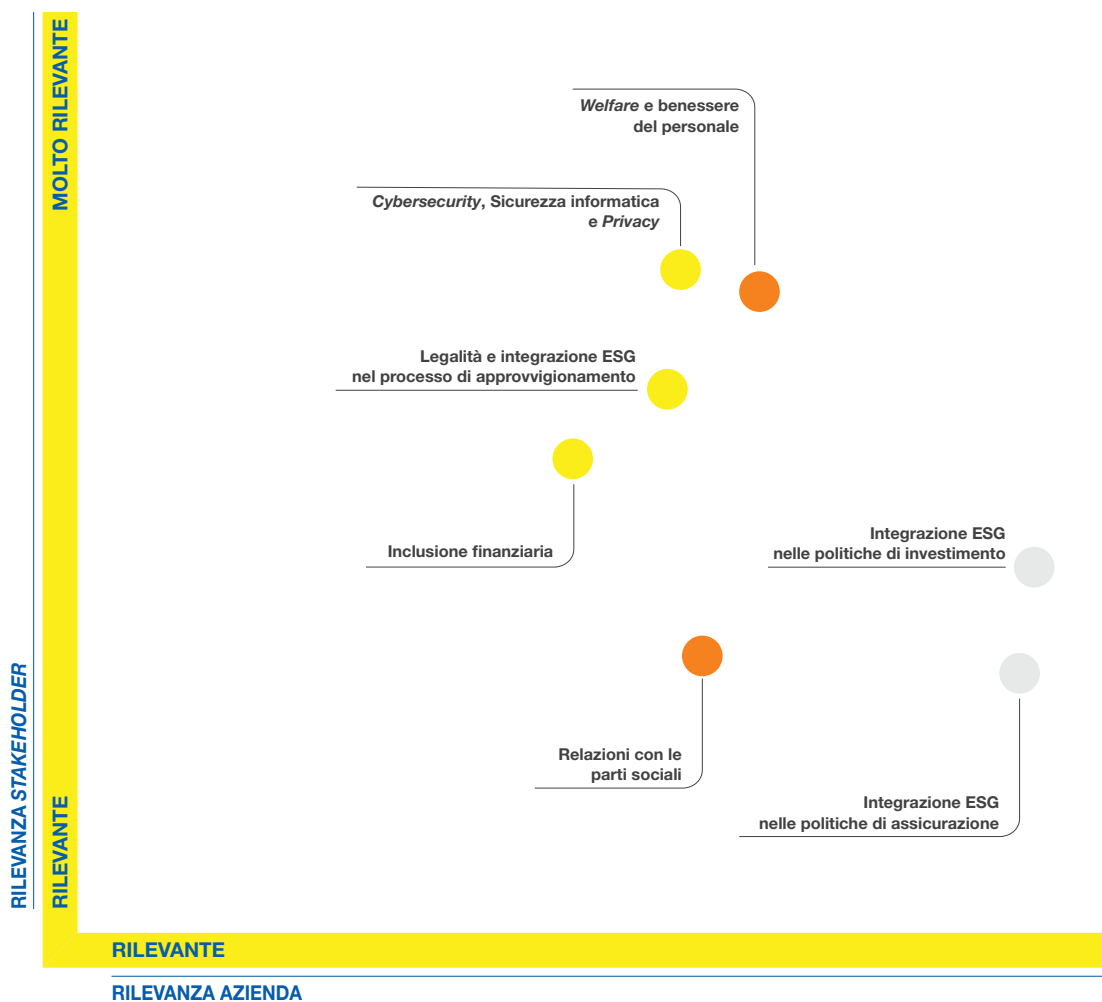 MOLTO RILEVANTE
Welfare e benessere
del personale
Cybersecurity, Sicurezza informatica
e Privacy
Legalità e integrazione ESG
nel processo di approvvigionamento
Inclusione finanziaria
Integrazione ESG
nelle politiche di investimento
RILEVANZA STAKEHOLDER
Relazioni con le
parti sociali
Integrazione ESG
nelle politiche di assicurazione
RILEVANTE
RILEVANTE
RILEVANZA AZIENDA